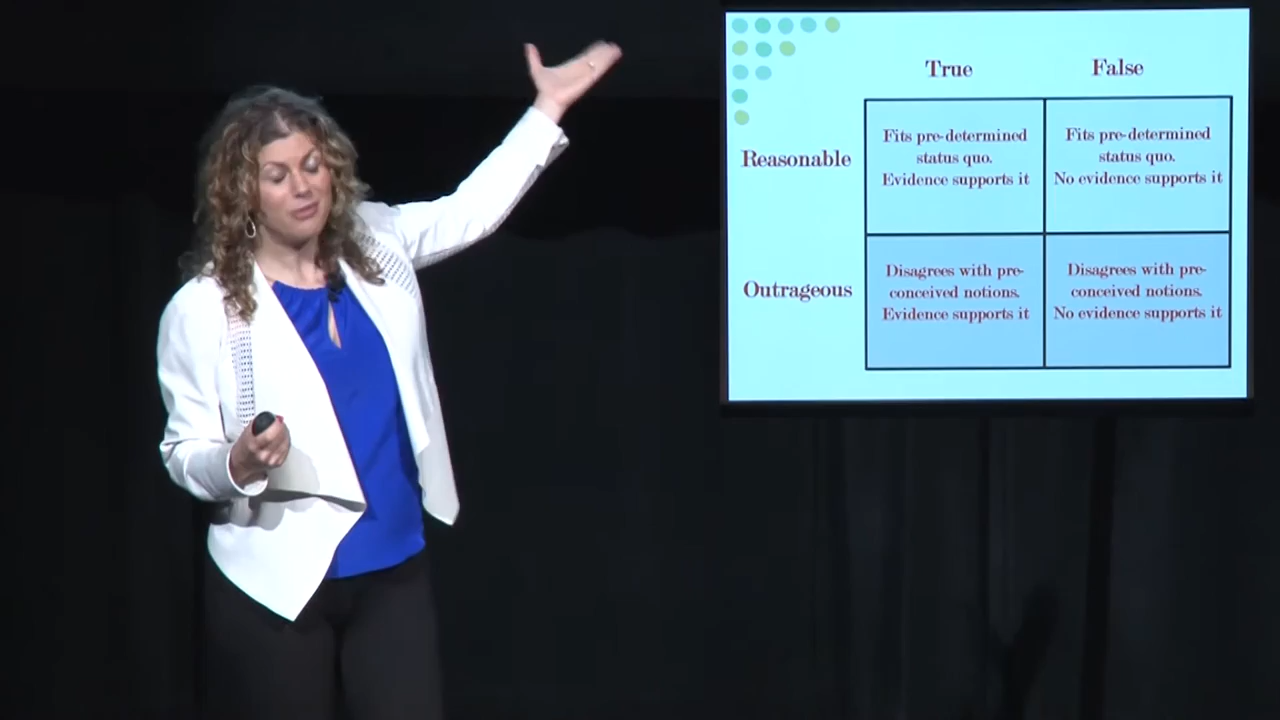 True False
Reasonable
Fits pre-determined
status quo.
Evidence supports it
Fits pre-determined
status quo.
No evidence supports it
Outrageous
Disagrees with pre-
conceived notions.
Evidence supports it
Disagrees with pre-
conceived notions.
No evidence supports it